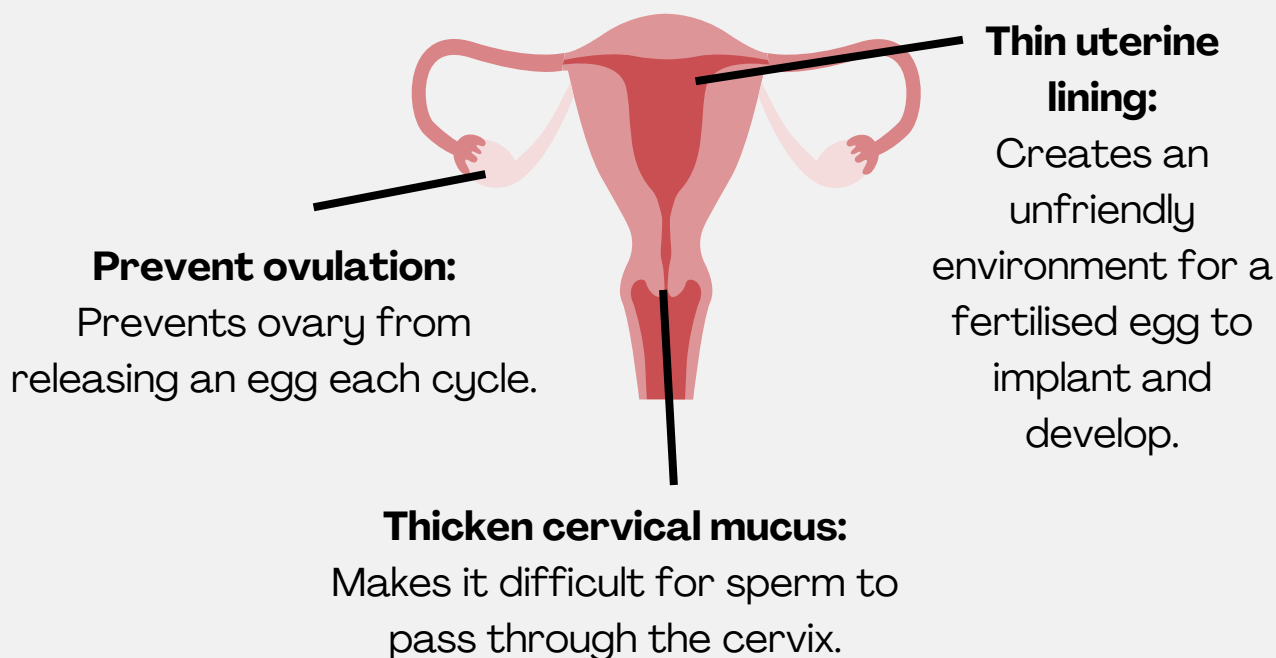 Thin uterine
lining:
Creates an
unfriendly
environment for a
fertilised egg to
implant and
develop.
Prevent ovulation:
Prevents ovary from
releasing an egg each cycle.
Thicken cervical mucus:
Makes it difficult for sperm to
pass through the cervix.